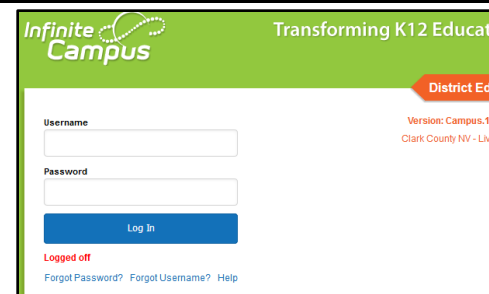 Infinite
Campus
Transforming K12 Educat
District Ed
Version: Campus.1
Clark County NV - Liv
Username
Password
Log In
Logged off
Forgot Password? Forgot Username? Help